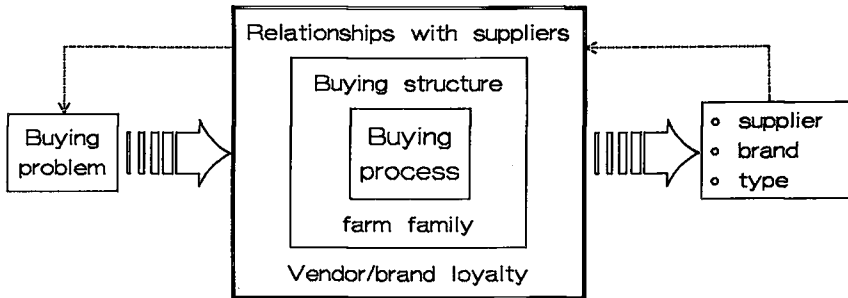 Relationships with suppliers
Buying structure
Buying
problem
Buying
process
supplier
brand
type
farm family
Vendor/brand loyalty